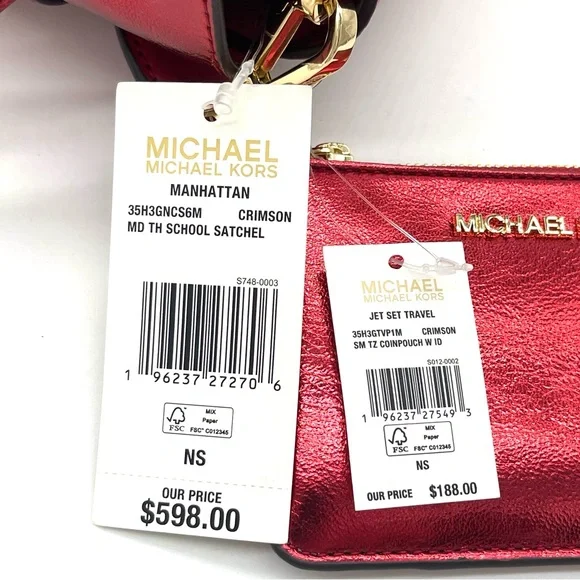 MICHAEL
MICHAEL KORS
MANHATTAN
35H3GNCS6M CRIMSON
MD TH SCHOOL SATCHEL
S748-0003
1 96237 27270 6
FSC
MIX
Paper
FSC® C012345
NS
OUR PRICE
$598.00
MICHAEL
MICHAEL
MICHAEL KORS
JET SET TRAVEL
35H3GTVP1M CRIMSON
SM TZ COINPOUCH W ID
S012-0002
1 96237 27549 3
FSC
MIX
Paper
FSC® C012345
NS
OUR PRICE $188.00